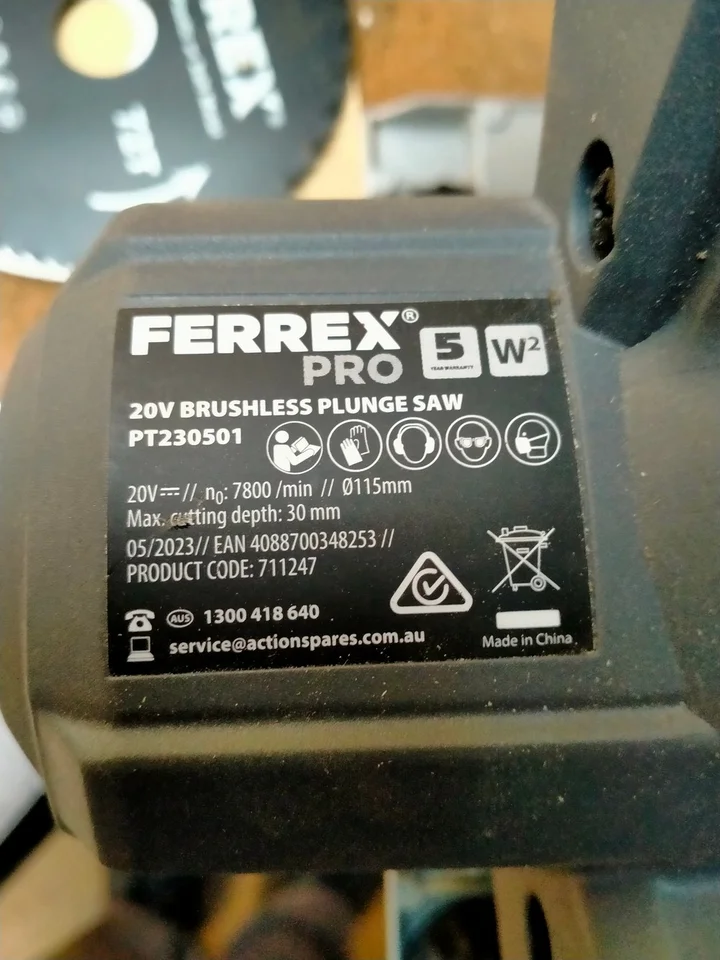 REX
72T
FERREX®
PRO
5
YEAR WARRANTY
W²
20V BRUSHLESS PLUNGE SAW
PT230501
20V⎓// n₀: 7800 /min // Ø115mm
Max. cutting depth: 30 mm
05/2023// EAN 4088700348253 //
PRODUCT CODE: 711247
AUS 1300 418 640
service@actionspares.com.au
Made in China